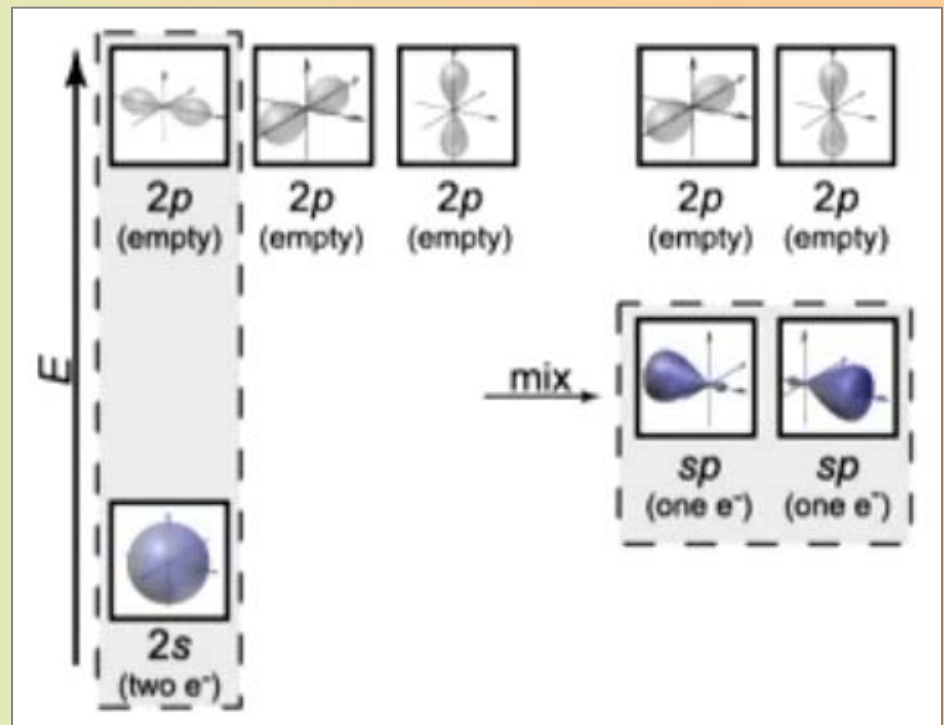 2p 2p 2p 2p 2p
(empty) (empty) (empty) (empty) (empty)
E
mix
sp sp
(one e⁻) (one e⁻)
2s
(two e⁻)